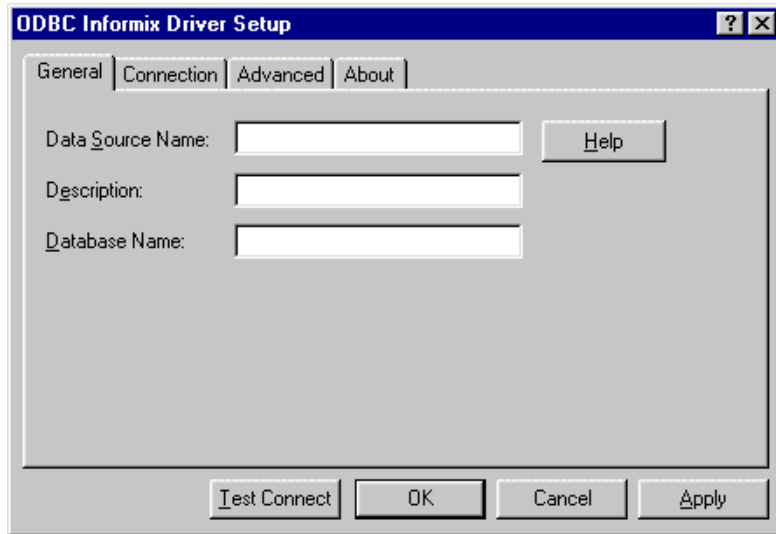 ODBC Informix Driver Setup
General Connection Advanced About
Data Source Name: Help
Description:
Database Name:
Test Connect OK Cancel Apply